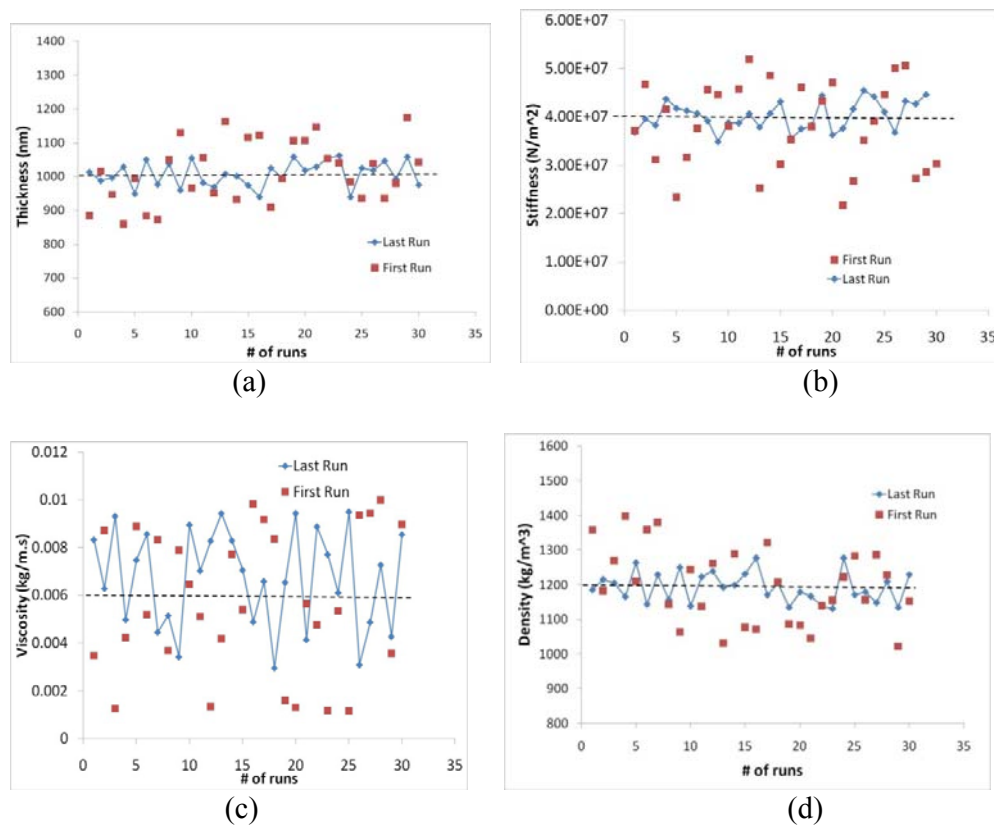 1400
1300
1200
1100
1000
900
800
700
600
Thickness (nm)
Last Run
First Run
0 5 10 15 20 25 30 35
# of runs
(a)
6.00E+07
5.00E+07
4.00E+07
3.00E+07
2.00E+07
1.00E+07
0.00E+00
Stiffness (N/m^2)
First Run
Last Run
0 5 10 15 20 25 30 35
# of runs
(b)
0.012
0.01
0.008
0.006
0.004
0.002
0
Viscosity (kg/m.s)
Last Run
First Run
0 5 10 15 20 25 30 35
# of runs
(c)
1600
1500
1400
1300
1200
1100
1000
900
800
Density (kg/m^3)
Last Run
First Run
0 5 10 15 20 25 30 35
# of runs
(d)